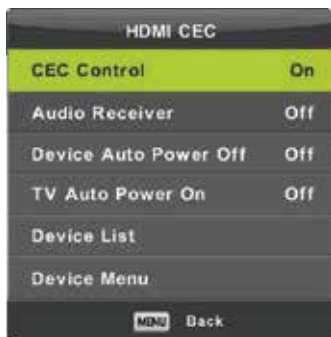 HDMI CEC
CEC Control On
Audio Receiver Off
Device Auto Power Off Off
TV Auto Power On Off
Device List
Device Menu
MENU Back